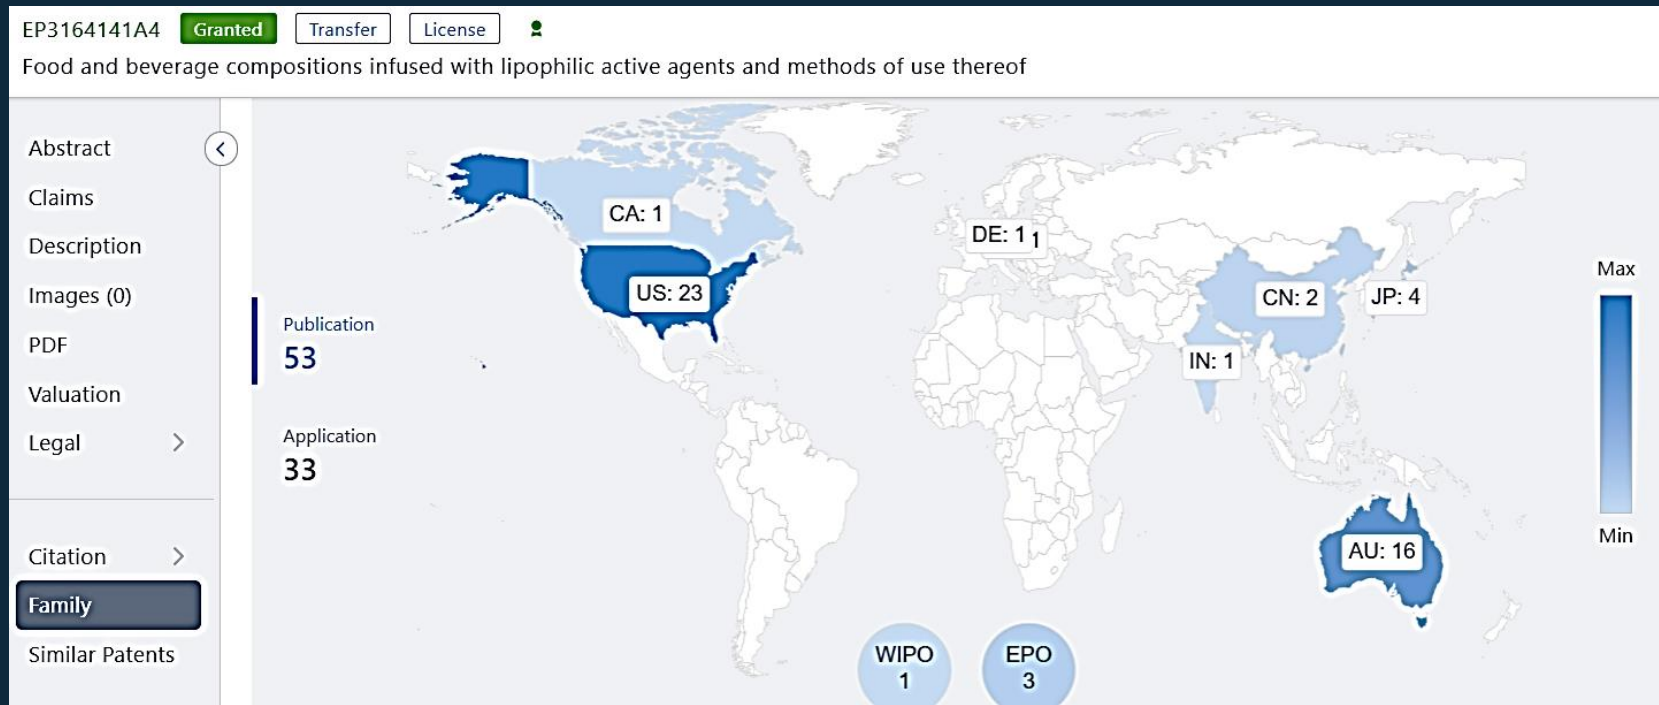 EP3164141A4 Granted Transfer License
Food and beverage compositions infused with lipophilic active agents and methods of use thereof
Abstract
Claims
Description
Images (0)
PDF
Valuation
Legal
Citation
Family
Similar Patents
Publication
53
Application
33
CA: 1
US: 23
DE: 1
1
CN: 2
JP: 4
IN: 1
AU: 16
WIPO
1
EPO
3
Max
Min